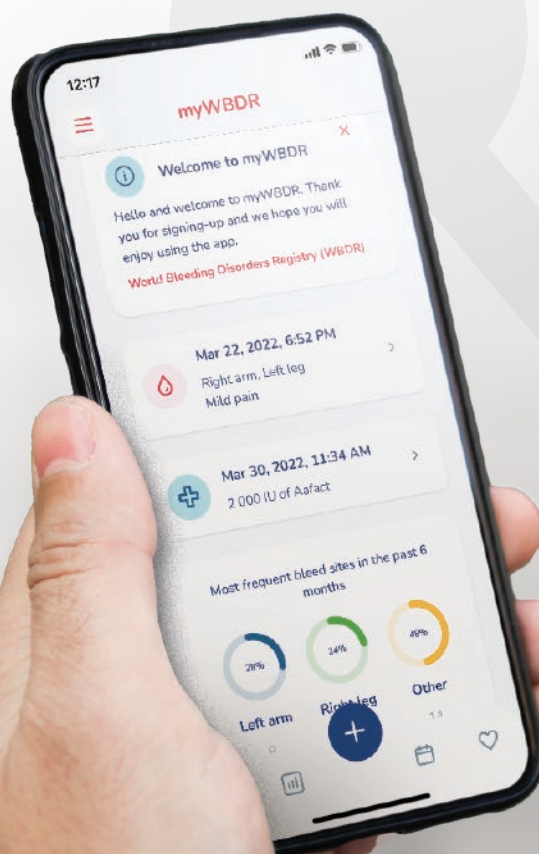 12:17
myWBDR
Welcome to myWBDR
Hello and welcome to myWBDR. Thank
you for signing-up and we hope you will
enjoy using the app.
World Bleeding Disorders Registry (WBDR)
Mar 22, 2022, 6:52 PM
Right arm, Left leg
Mild pain
Mar 30, 2022, 11:34 AM
2 000 IU of Aafact
Most frequent bleed sites in the past 6
months
28%
24%
48%
Left arm
Right leg
Other